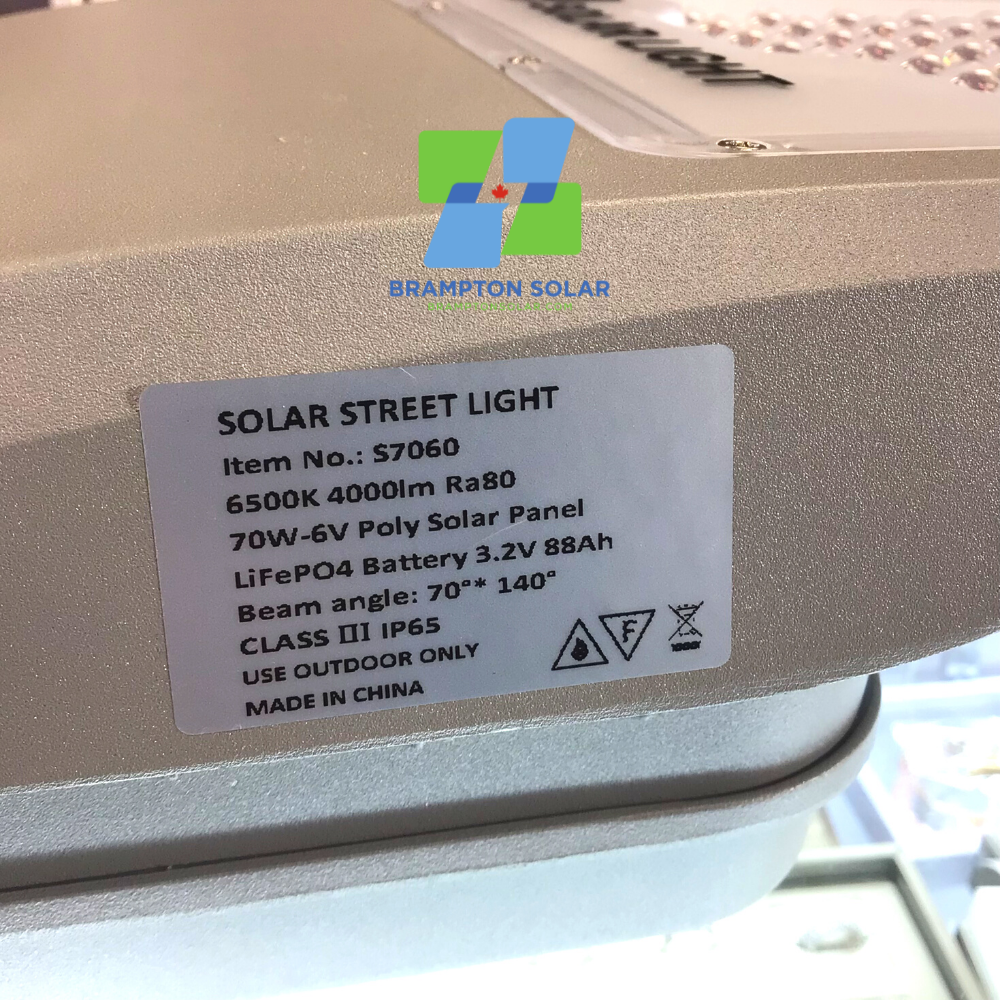 LIGHT
BRAMPTON SOLAR
SOLAR STREET LIGHT
Item No.: S7060
6500K 4000lm Ra80
70W-6V Poly Solar Panel
LiFePO4 Battery 3.2V 88Ah
Beam angle: 70°* 140°
CLASS III IP65
USE OUTDOOR ONLY
MADE IN CHINA
F